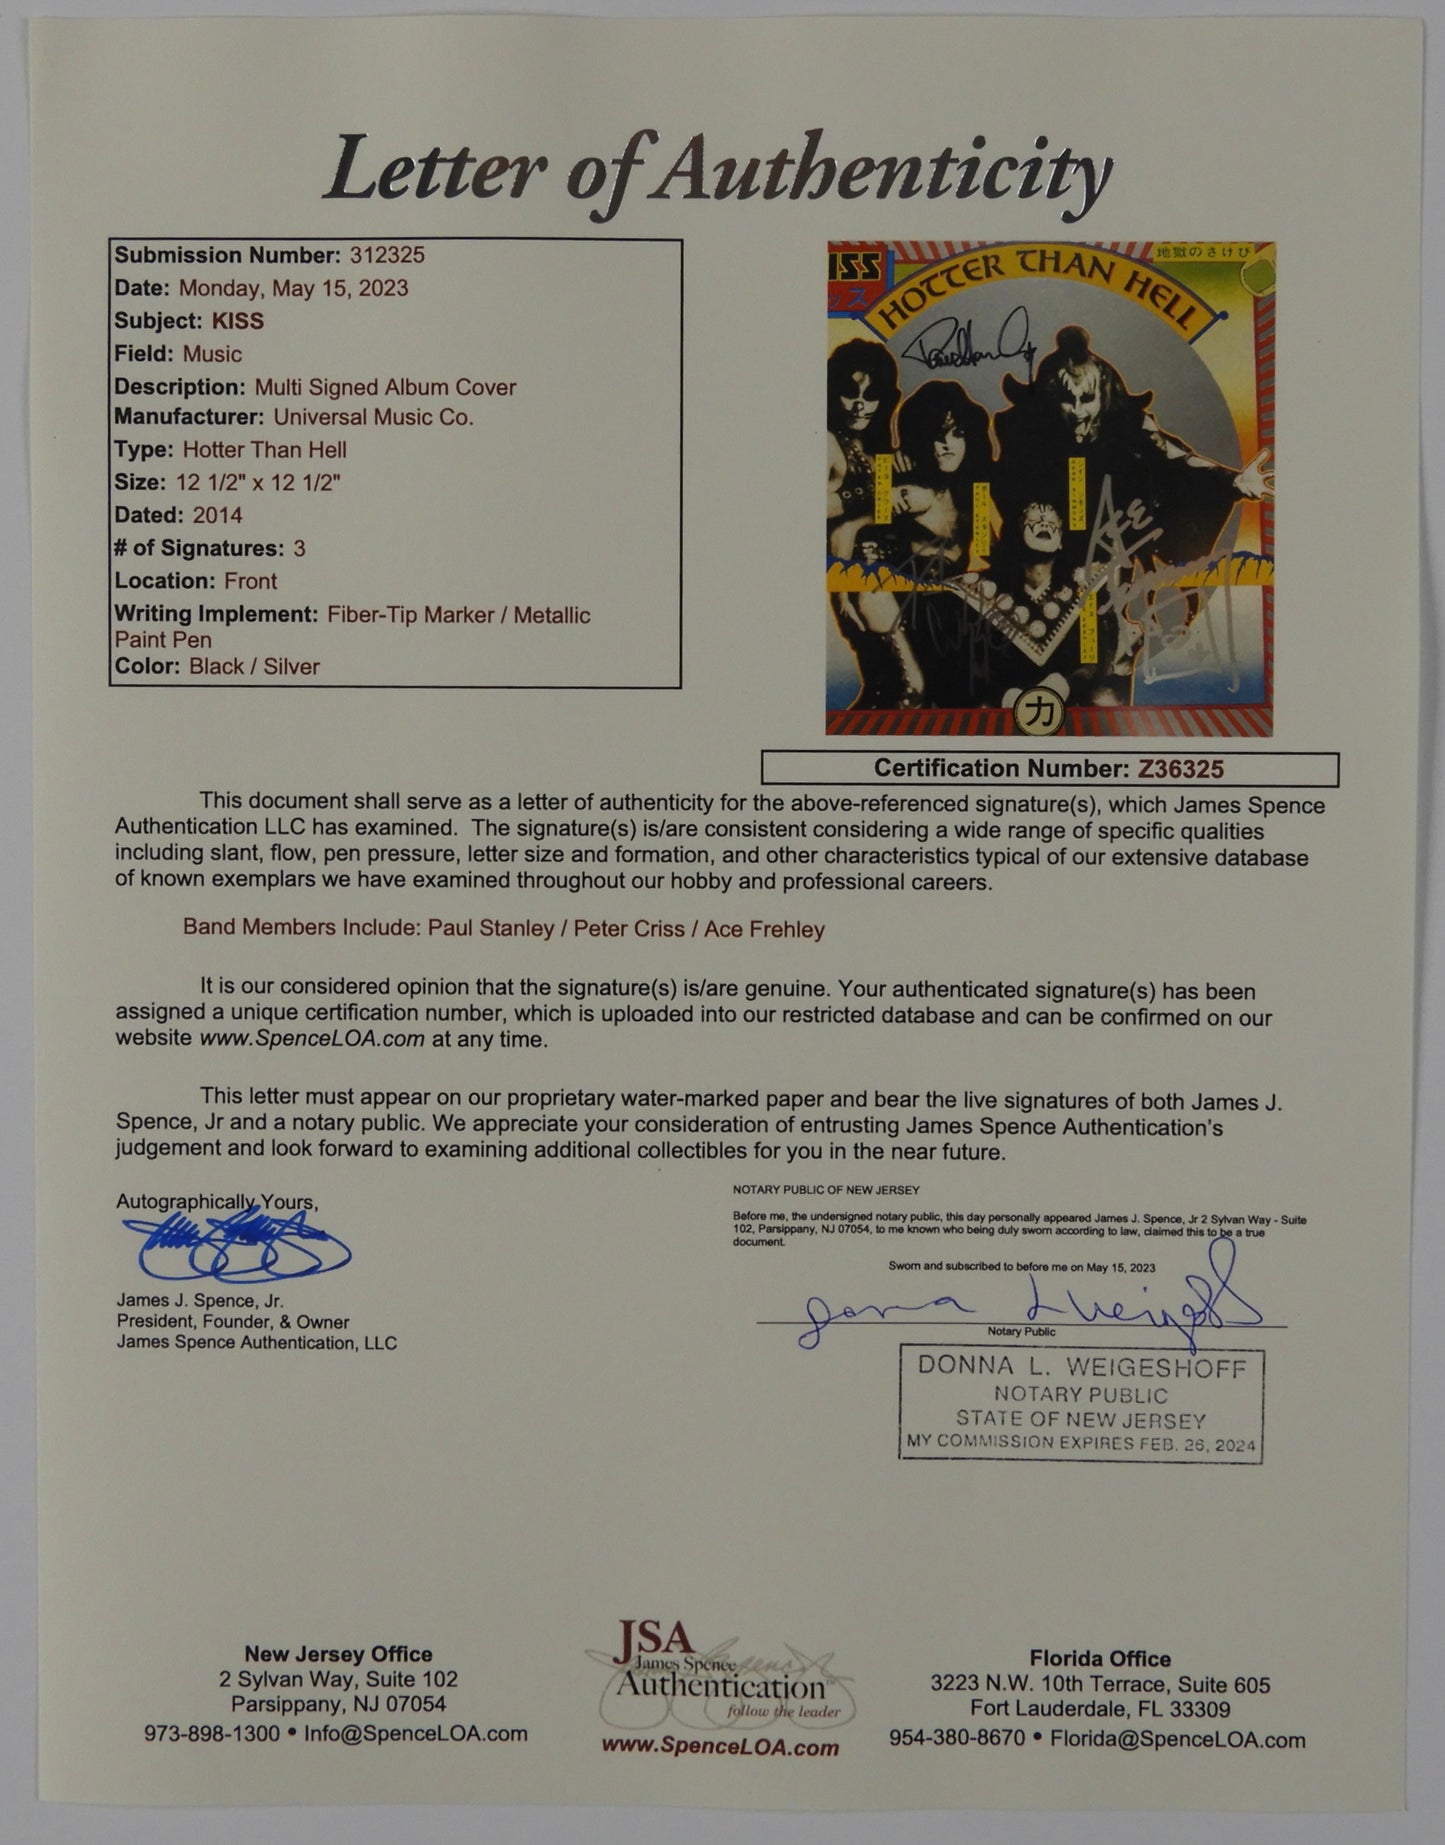 Letter of Authenticity
Submission Number: 312325
Date: Monday, May 15, 2023
Subject: KISS
Field: Music
Description: Multi Signed Album Cover
Manufacturer: Universal Music Co.
Type: Hotter Than Hell
Size: 12 1/2" x 12 1/2"
Dated: 2014
# of Signatures: 3
Location: Front
Writing Implement: Fiber-Tip Marker / Metallic
Paint Pen
Color: Black / Silver
ISS
地獄のさけび
HOTTER THAN HELL
ッス
Ace
力
Certification Number: Z36325
This document shall serve as a letter of authenticity for the above-referenced signature(s), which James Spence
Authentication LLC has examined. The signature(s) is/are consistent considering a wide range of specific qualities
including slant, flow, pen pressure, letter size and formation, and other characteristics typical of our extensive database
of known exemplars we have examined throughout our hobby and professional careers.
Band Members Include: Paul Stanley / Peter Criss / Ace Frehley
It is our considered opinion that the signature(s) is/are genuine. Your authenticated signature(s) has been
assigned a unique certification number, which is uploaded into our restricted database and can be confirmed on our
website www.SpenceLOA.com at any time.
This letter must appear on our proprietary water-marked paper and bear the live signatures of both James J.
Spence, Jr and a notary public. We appreciate your consideration of entrusting James Spence Authentication's
judgement and look forward to examining additional collectibles for you in the near future.
Autographically Yours,
James J. Spence, Jr.
President, Founder, & Owner
James Spence Authentication, LLC
NOTARY PUBLIC OF NEW JERSEY
Before me, the undersigned notary public, this day personally appeared James J. Spence, Jr 2 Sylvan Way - Suite
102, Parsippany, NJ 07054, to me known who being duly sworn according to law, claimed this to be a true
document.
Sworn and subscribed to before me on May 15, 2023
Notary Public
DONNA L. WEIGESHOFF
NOTARY PUBLIC
STATE OF NEW JERSEY
MY COMMISSION EXPIRES FEB. 26, 2024
New Jersey Office
2 Sylvan Way, Suite 102
Parsippany, NJ 07054
973-898-1300 • Info@SpenceLOA.com
JSA
James Spence
Authentication™
follow the leader
www.SpenceLOA.com
Florida Office
3223 N.W. 10th Terrace, Suite 605
Fort Lauderdale, FL 33309
954-380-8670 • Florida@SpenceLOA.com